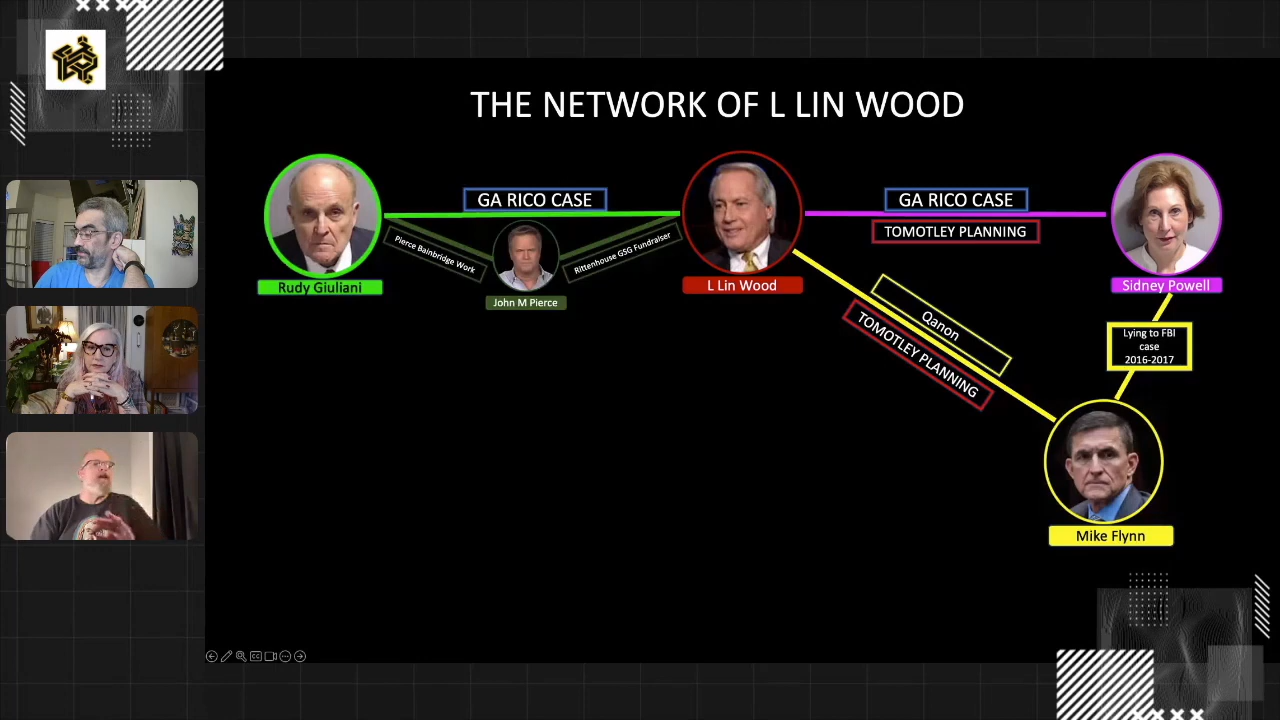 THE NETWORK OF L LIN WOOD
GA RICO CASE
GA RICO CASE
TOMOTLEY PLANNING
Pierce Bainbridge Work
Rittenhouse GSG Fundraiser
Rudy Giuliani
John M Pierce
L Lin Wood
Sidney Powell
Qanon
TOMOTLEY PLANNING
Lying to FBI
case
2016-2017
Mike Flynn